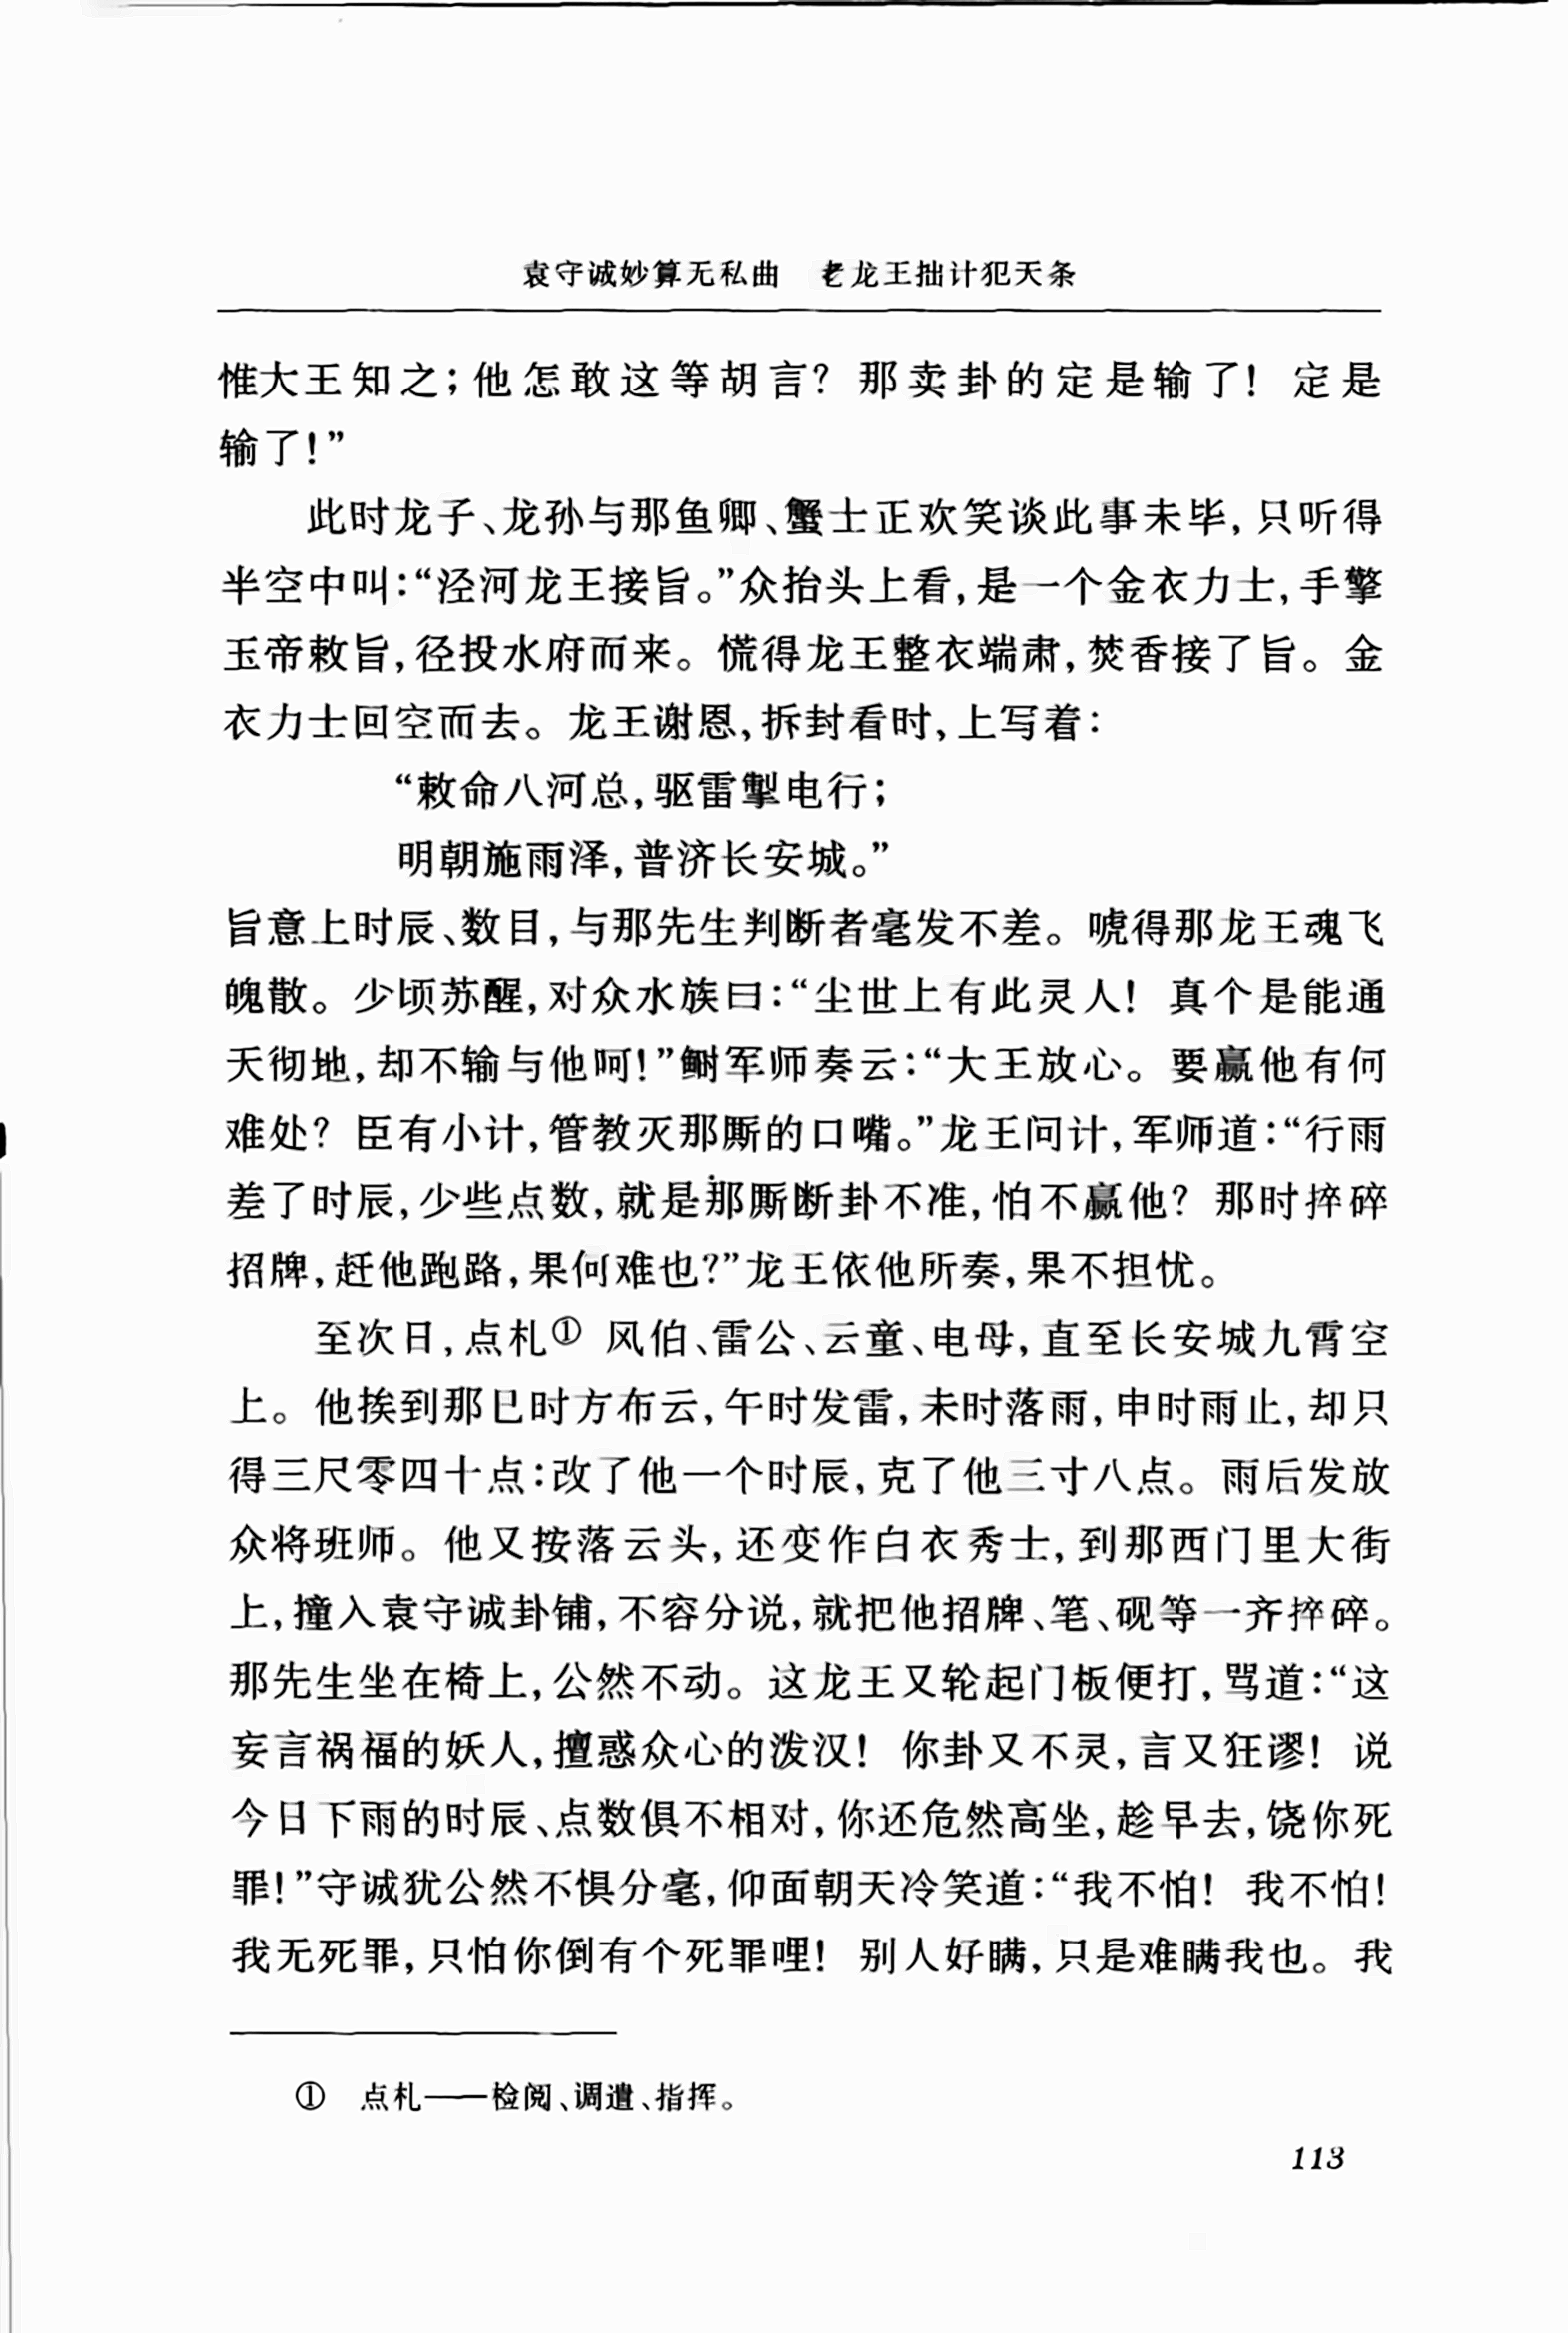 袁守诚妙算无私曲　老龙王拙计犯天条
惟大王知之；他怎敢这等胡言？那卖卦的定是输了！定是
输了！”
此时龙子、龙孙与那鱼卿、蟹士正欢笑谈此事未毕，只听得
半空中叫：“泾河龙王接旨。”众抬头上看，是一个金衣力士，手擎
玉帝敕旨，径投水府而来。慌得龙王整衣端肃，焚香接了旨。金
衣力士回空而去。龙王谢恩，拆封看时，上写着：
“敕命八河总，驱雷掣电行；
明朝施雨泽，普济长安城。”
旨意上时辰、数目，与那先生判断者毫发不差。唬得那龙王魂飞
魄散。少顷苏醒，对众水族曰：“尘世上有此灵人！真个是能通
天彻地，却不输与他呵！”鲥军师奏云：“大王放心。要赢他有何
难处？臣有小计，管教灭那厮的口嘴。”龙王问计，军师道：“行雨
差了时辰，少些点数，就是那厮断卦不准，怕不赢他？那时捽碎
招牌，赶他跑路，果何难也？”龙王依他所奏，果不担忧。
至次日，点札① 风伯、雷公、云童、电母，直至长安城九霄空
上。他挨到那巳时方布云，午时发雷，未时落雨，申时雨止，却只
得三尺零四十点：改了他一个时辰，克了他三寸八点。雨后发放
众将班师。他又按落云头，还变作白衣秀士，到那西门里大街
上，撞入袁守诚卦铺，不容分说，就把他招牌、笔、砚等一齐捽碎。
那先生坐在椅上，公然不动。这龙王又轮起门板便打，骂道：“这
妄言祸福的妖人，擅惑众心的泼汉！你卦又不灵，言又狂谬！说
今日下雨的时辰、点数俱不相对，你还危然高坐，趁早去，饶你死
罪！”守诚犹公然不惧分毫，仰面朝天冷笑道：“我不怕！我不怕！
我无死罪，只怕你倒有个死罪哩！别人好瞒，只是难瞒我也。我
①　点札——检阅、调遣、指挥。
113